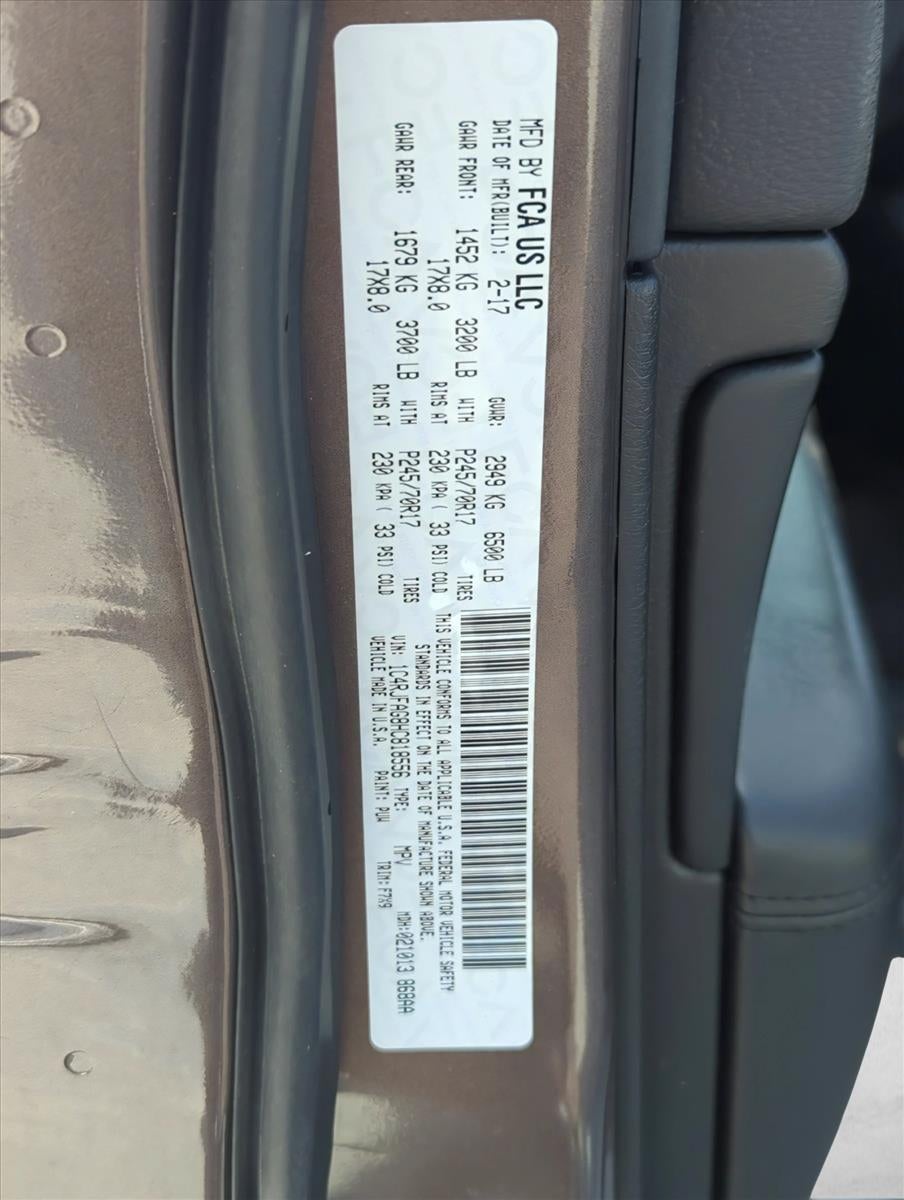 MFD BY FCA US LLC
DATE OF MFR(BUILT): 2-17 GVWR: 2949 KG 6500 LB
GAWR FRONT: 1452 KG 3200 LB WITH P245/70R17 TIRES
17X8.0 RIMS AT 230 KPA ( 33 PSI) COLD
GAWR REAR: 1679 KG 3700 LB WITH P245/70R17 TIRES
17X8.0 RIMS AT 230 KPA ( 33 PSI) COLD
THIS VEHICLE CONFORMS TO ALL APPLICABLE U.S.A. FEDERAL MOTOR VEHICLE SAFETY
STANDARDS IN EFFECT ON THE DATE OF MANUFACTURE SHOWN ABOVE.
VIN: 1C4RJFAG8HC818556 TYPE: MPV MDH:021013 868AA
VEHICLE MADE IN U.S.A. PAINT: PUW TRIM:F7X9